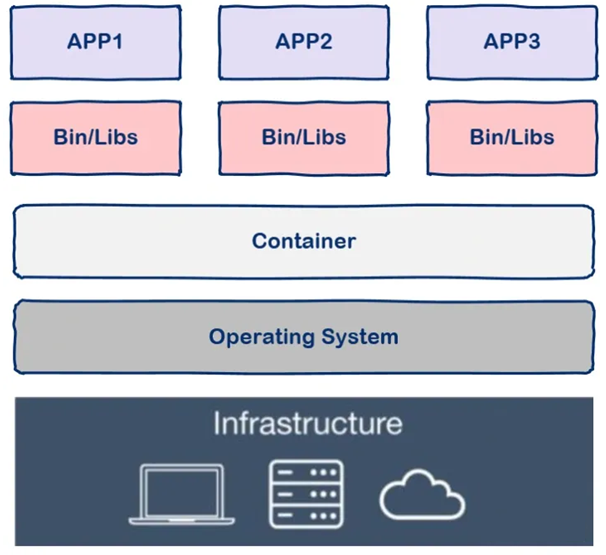 APP1
APP2
APP3
Bin/Libs
Bin/Libs
Bin/Libs
Container
Operating System
Infrastructure